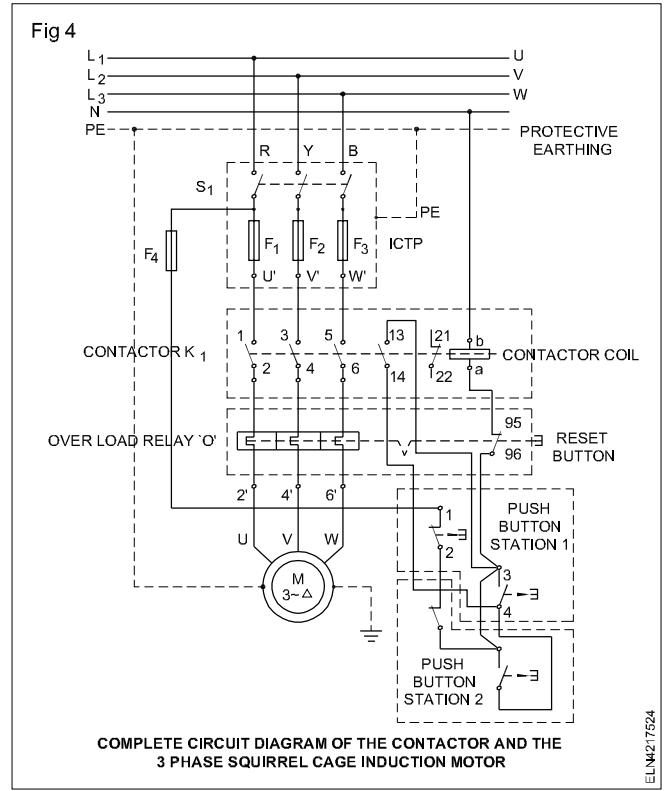 Fig 4
L1 U
L2 V
L3 W
N
PE PROTECTIVE
EARTHING
R Y B
S1
PE
F4 F1 F2 F3 ICTP
U' V' W'
1 3 5 13 21 b
CONTACTOR K1 CONTACTOR COIL
2 4 6 14 22 a
95
OVER LOAD RELAY `O' RESET
96 BUTTON
2' 4' 6'
1 PUSH
BUTTON
STATION 1
U V W
2
3
M
3~ △
4
PUSH
BUTTON
STATION 2
COMPLETE CIRCUIT DIAGRAM OF THE CONTACTOR AND THE
3 PHASE SQUIRREL CAGE INDUCTION MOTOR
ELN4217524